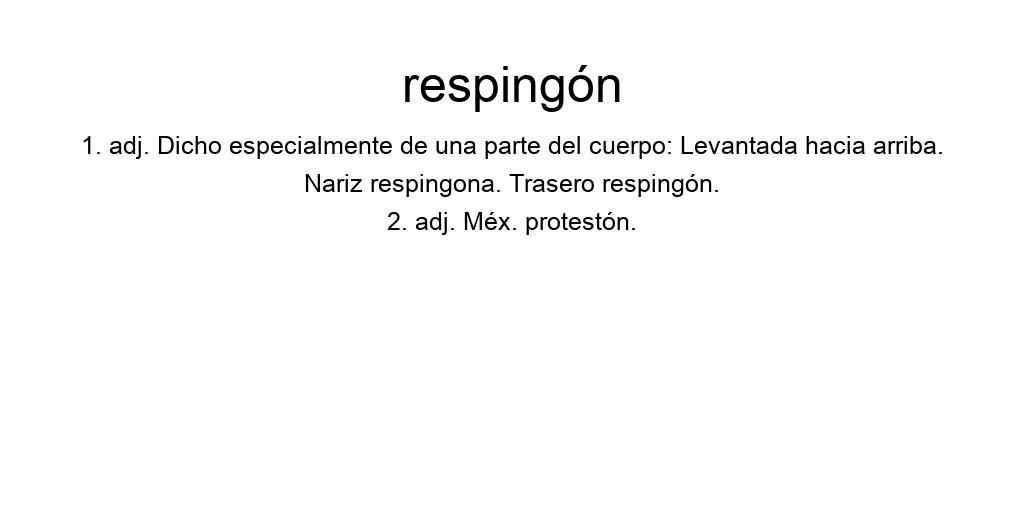 respingón
1. adj. Dicho especialmente de una parte del cuerpo: Levantada hacia arriba.
Nariz respingona. Trasero respingón.
2. adj. Méx. protestón.